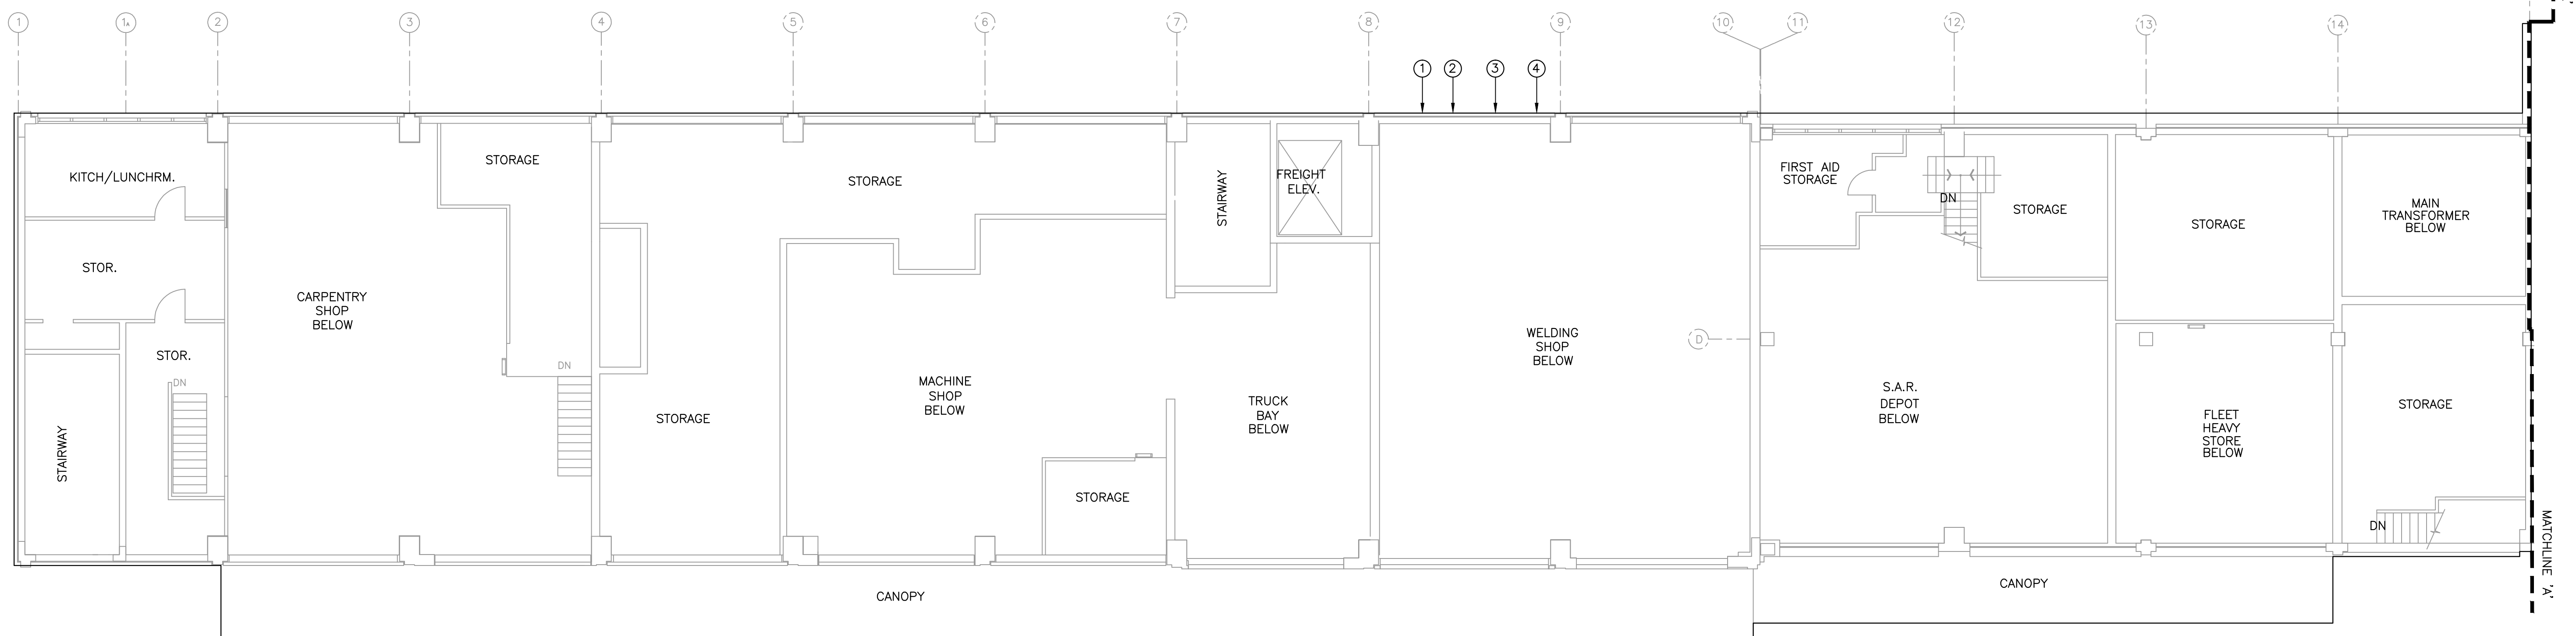 1
1A
2
3
4
5
6
7
8
9
10
11
12
13
14
1
2
3
4
KITCH/LUNCHRM.
STORAGE
STORAGE
STAIRWAY
FREIGHT
ELEV.
FIRST AID
STORAGE
DN
STORAGE
STORAGE
MAIN
TRANSFORMER
BELOW
STOR.
CARPENTRY
SHOP
BELOW
STOR.
DN
DN
STAIRWAY
STORAGE
MACHINE
SHOP
BELOW
STORAGE
TRUCK
BAY
BELOW
WELDING
SHOP
BELOW
D
S.A.R.
DEPOT
BELOW
FLEET
HEAVY
STORE
BELOW
STORAGE
DN
CANOPY
CANOPY
MATCHLINE 'A'